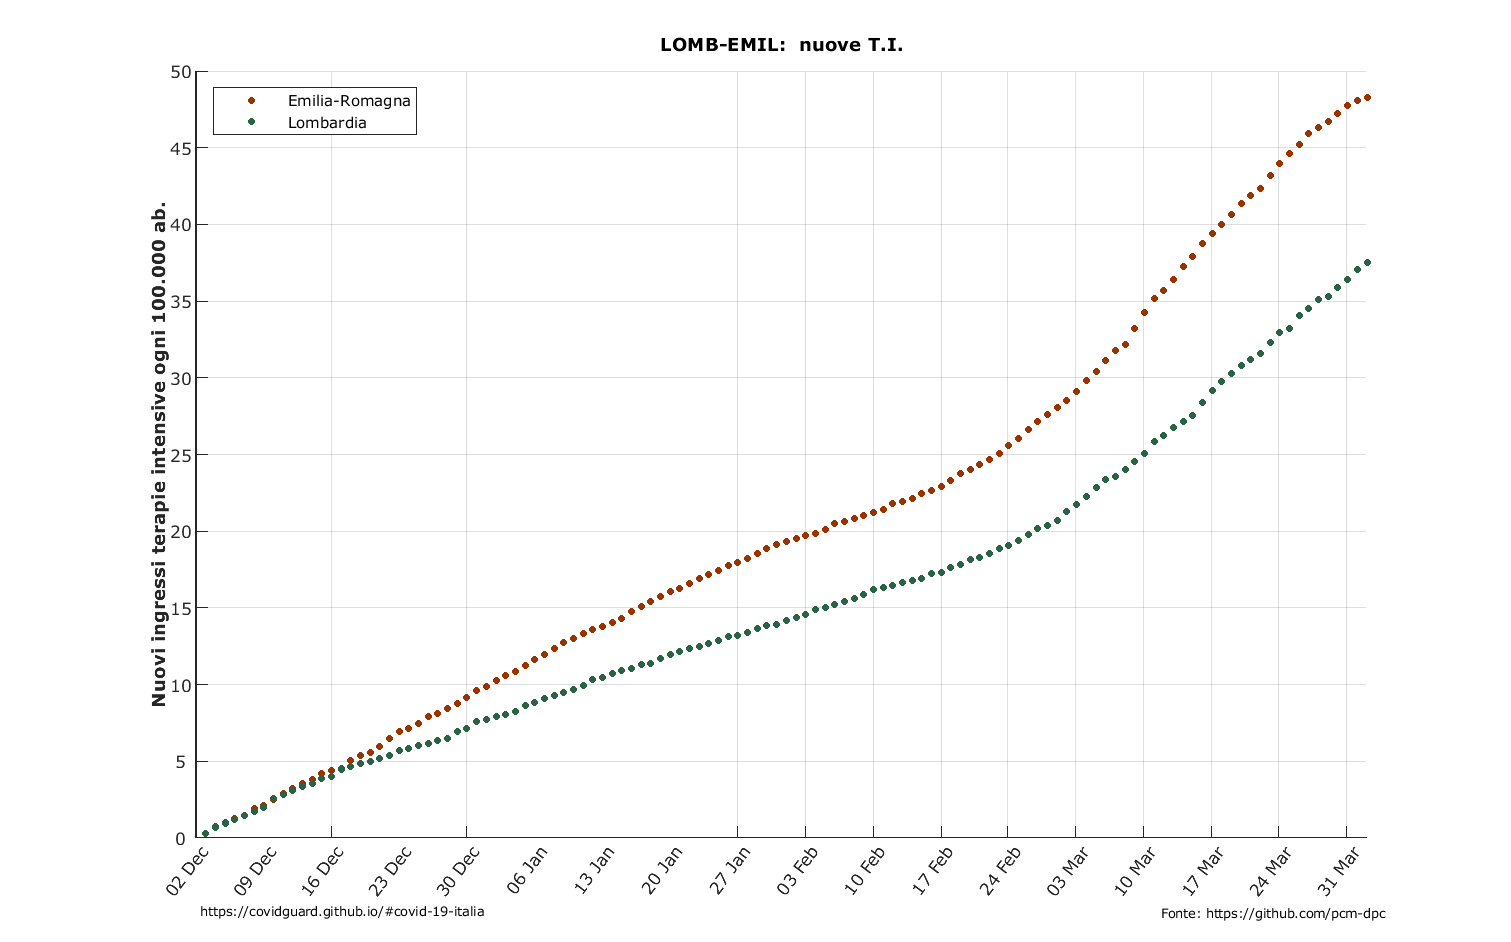 LOMB-EMIL:  nuove T.I.
Emilia-Romagna
Lombardia
Nuovi ingressi terapie intensive ogni 100.000 ab.
50
45
40
35
30
25
20
15
10
5
0
02 Dec
09 Dec
16 Dec
23 Dec
30 Dec
06 Jan
13 Jan
20 Jan
27 Jan
03 Feb
10 Feb
17 Feb
24 Feb
03 Mar
10 Mar
17 Mar
24 Mar
31 Mar
https://covidguard.github.io/#covid-19-italia
Fonte: https://github.com/pcm-dpc